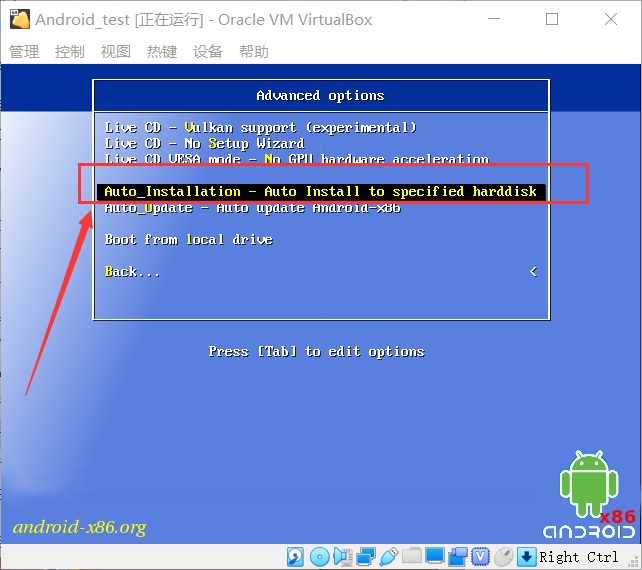 Android_test [正在运行] - Oracle VM VirtualBox
管理 控制 视图 热键 设备 帮助
Advanced options
Live CD - Vulkan support (experimental)
Live CD - No Setup Wizard
Live CD VESA mode - No GPU hardware acceleration
Auto_Installation - Auto Install to specified harddisk
Auto_Update - Auto update Android-x86
Boot from local drive
Back... <
Press [Tab] to edit options
x86
android-x86.org
ANDROID
Right Ctrl